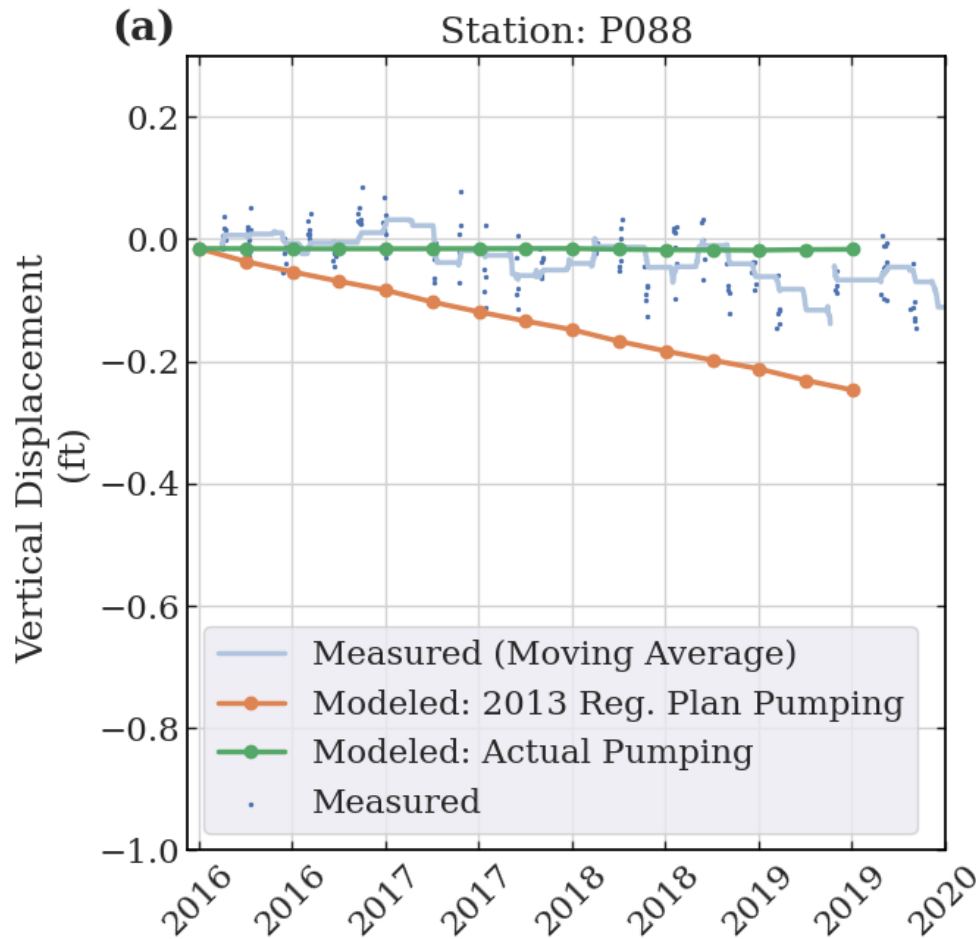 (a)
Station: P088
Vertical Displacement
(ft)
0.2
0.0
−0.2
−0.4
−0.6
−0.8
−1.0
Measured (Moving Average)
Modeled: 2013 Reg. Plan Pumping
Modeled: Actual Pumping
Measured
2016
2016
2017
2017
2018
2018
2019
2019
2020